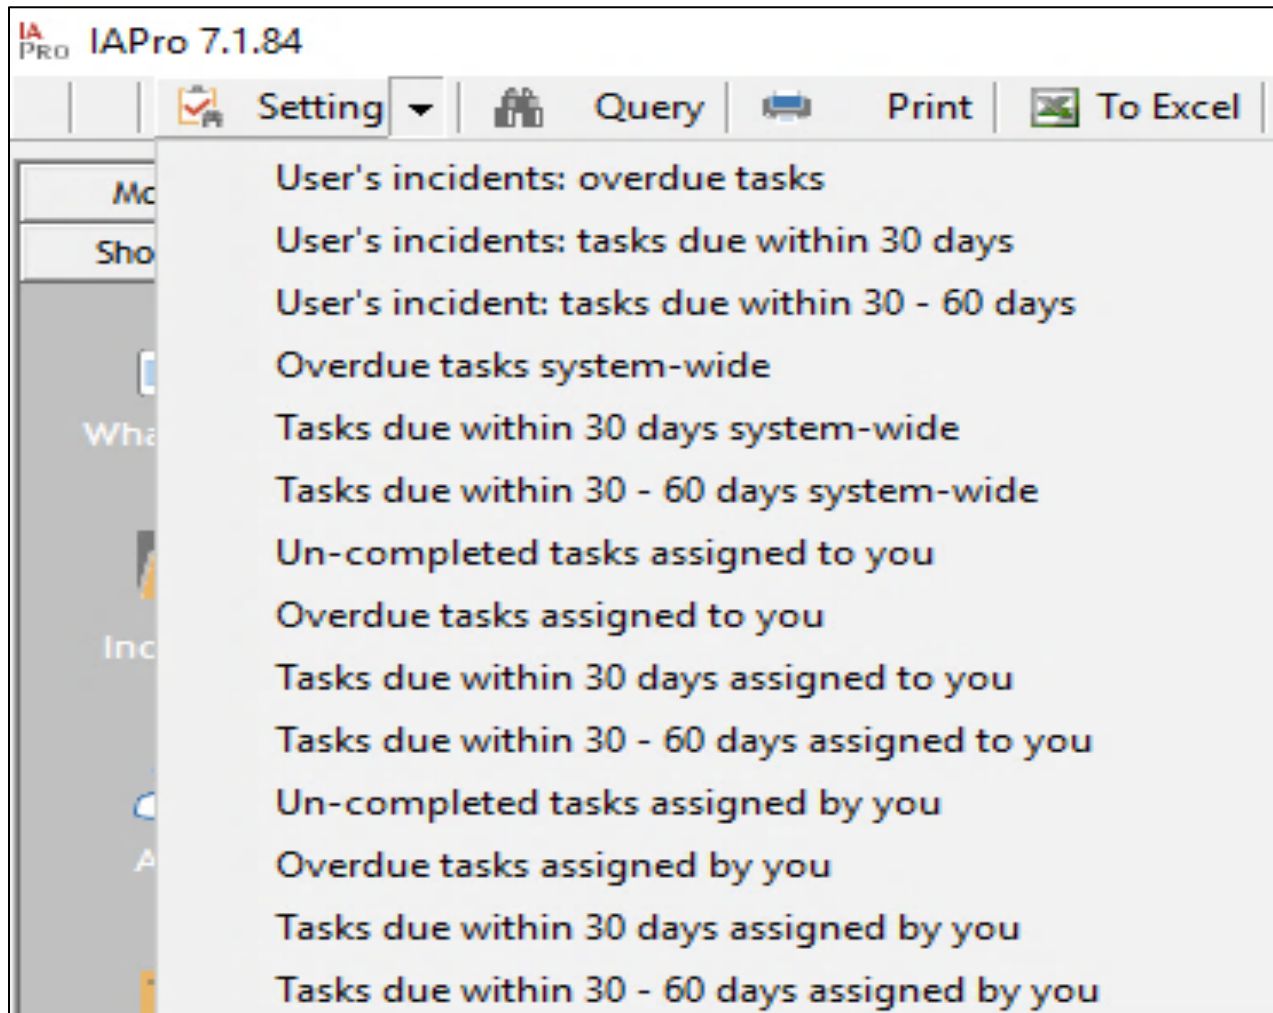 IA
PRO IAPro 7.1.84
Setting Query Print To Excel
User's incidents: overdue tasks
User's incidents: tasks due within 30 days
User's incident: tasks due within 30 - 60 days
Overdue tasks system-wide
Tasks due within 30 days system-wide
Tasks due within 30 - 60 days system-wide
Un-completed tasks assigned to you
Overdue tasks assigned to you
Tasks due within 30 days assigned to you
Tasks due within 30 - 60 days assigned to you
Un-completed tasks assigned by you
Overdue tasks assigned by you
Tasks due within 30 days assigned by you
Tasks due within 30 - 60 days assigned by you